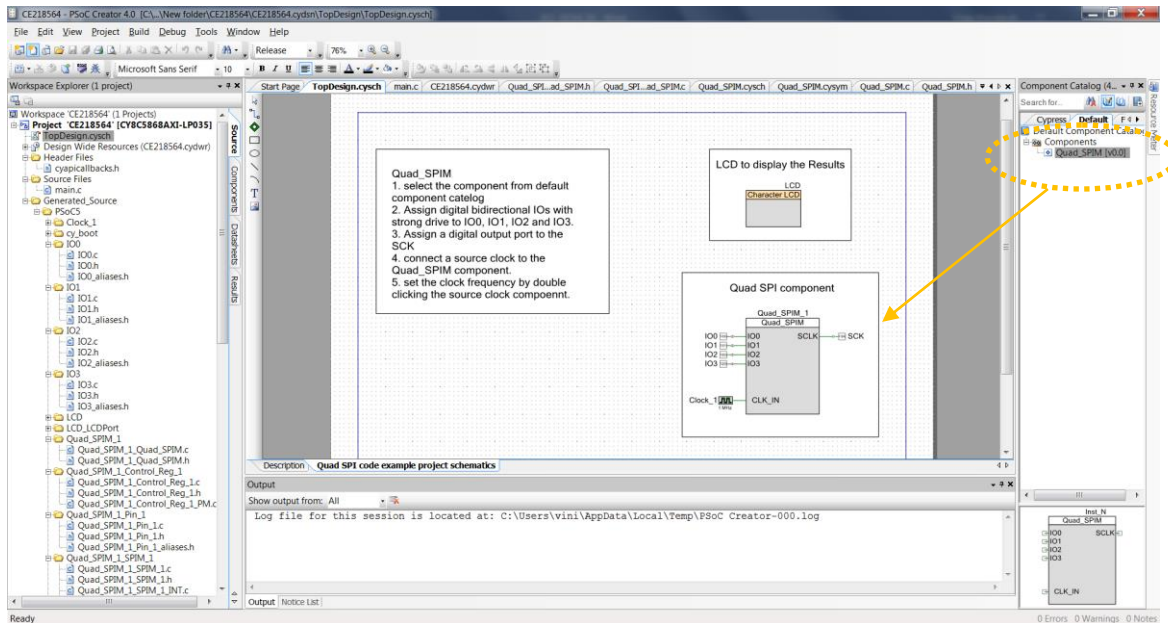 CE218564 - PSoC Creator 4.0 [C:\...\New folder\CE218564\CE218564.cydsn\TopDesign\TopDesign.cysch]
File Edit View Project Build Debug Tools Window Help
Release 76%
Microsoft Sans Serif 10 B I U
Workspace Explorer (1 project)
Workspace 'CE218564' (1 Projects)
Project 'CE218564' [CY8C5868AXI-LP035]
TopDesign.cysch
Design Wide Resources (CE218564.cydwr)
Header Files
cyapicallbacks.h
Source Files
main.c
Generated_Source
PSoC5
Clock_1
cy_boot
IO0
IO0.c
IO0.h
IO0_aliases.h
IO1
IO1.c
IO1.h
IO1_aliases.h
IO2
IO2.c
IO2.h
IO2_aliases.h
IO3
IO3.c
IO3.h
IO3_aliases.h
LCD
LCD_LCDPort
Quad_SPIM_1
Quad_SPIM_1_Quad_SPIM.c
Quad_SPIM_1_Quad_SPIM.h
Quad_SPIM_1_Control_Reg_1
Quad_SPIM_1_Control_Reg_1.c
Quad_SPIM_1_Control_Reg_1.h
Quad_SPIM_1_Control_Reg_1_PM.c
Quad_SPIM_1_Pin_1
Quad_SPIM_1_Pin_1.c
Quad_SPIM_1_Pin_1.h
Quad_SPIM_1_Pin_1_aliases.h
Quad_SPIM_1_SPIM_1
Quad_SPIM_1_SPIM_1.c
Quad_SPIM_1_SPIM_1.h
Quad_SPIM_1_SPIM_1_INT.c
Source
Components
Datasheets
Results
Start Page TopDesign.cysch main.c CE218564.cydwr Quad_SPI...ad_SPIM.h Quad_SPI...ad_SPIM.c Quad_SPIM.cysch Quad_SPIM.cysym Quad_SPIM.c Quad_SPIM.h
T
Quad_SPIM
1. select the component from default
component catelog
2. Assign digital bidirectional IOs with
strong drive to IO0, IO1, IO2 and IO3.
3. Assign a digital output port to the
SCK
4. connect a source clock to the
Quad_SPIM component.
5. set the clock frequency by double
clicking the source clock compoennt.
LCD to display the Results
LCD
Character LCD
Quad SPI component
Quad_SPIM_1
Quad_SPIM
IO0 IO0 SCLK SCK
IO1 IO1
IO2 IO2
IO3 IO3
Clock_1 CLK_IN
1 MHz
Description Quad SPI code example project schematics
Output
Show output from: All
Log file for this session is located at: C:\Users\vini\AppData\Local\Temp\PSoC Creator-000.log
Output Notice List
Component Catalog (4...
Search for...
Cypress Default F
Default Component Catalog
Components
Quad_SPIM [v0.0]
Resource Meter
Inst_N
Quad_SPIM
IO0 SCLK
IO1
IO2
IO3
CLK_IN
Ready
0 Errors 0 Warnings 0 Notes